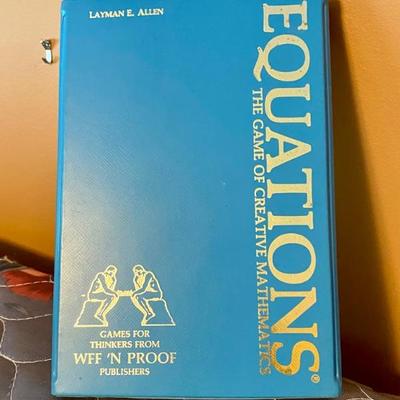 LAYMAN E. ALLEN
EQUATIONS®
THE GAME OF CREATIVE MATHEMATICS
GAMES FOR
THINKERS FROM
WFF 'N PROOF
PUBLISHERS